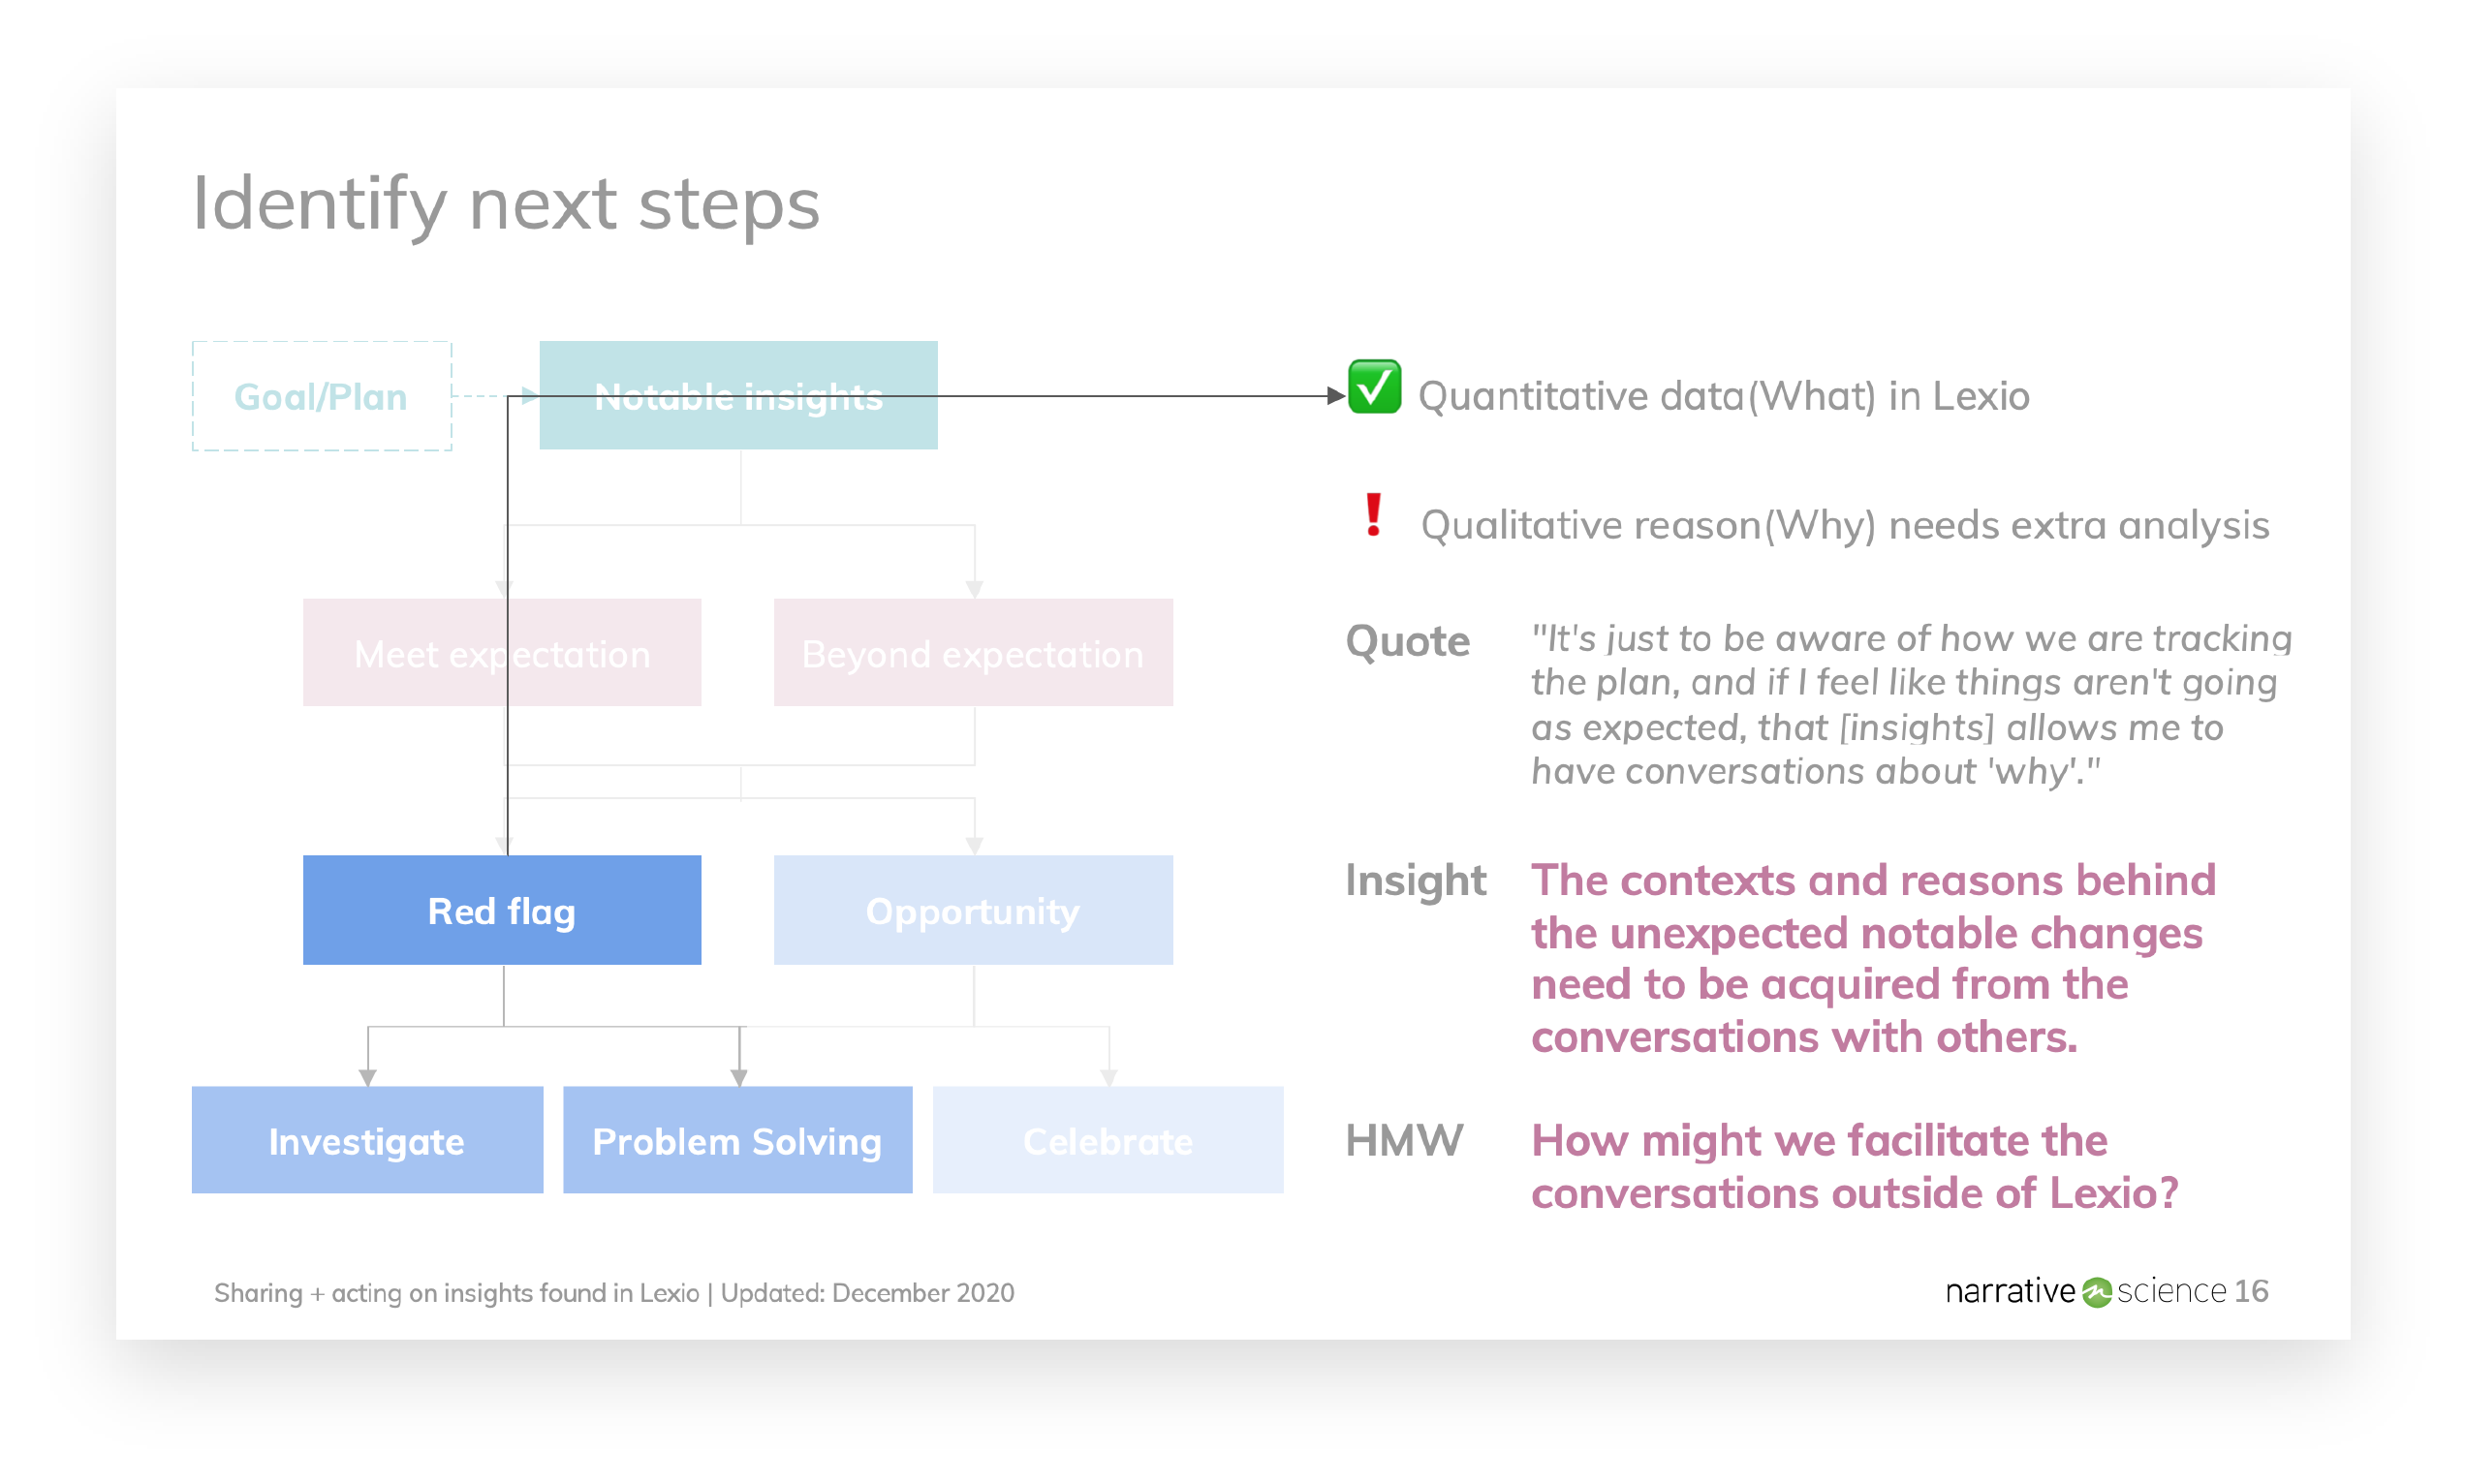 Identify next steps
Goal/Plan
Notable insights
Meet expectation
Beyond expectation
Red flag
Opportunity
Investigate
Problem Solving
Celebrate
Quantitative data(What) in Lexio
Qualitative reason(Why) needs extra analysis
Quote
"It's just to be aware of how we are tracking
the plan, and if I feel like things aren't going
as expected, that [insights] allows me to
have conversations about 'why'."
Insight
The contexts and reasons behind
the unexpected notable changes
need to be acquired from the
conversations with others.
HMW
How might we facilitate the
conversations outside of Lexio?
Sharing + acting on insights found in Lexio | Updated: December 2020
narrative science 16